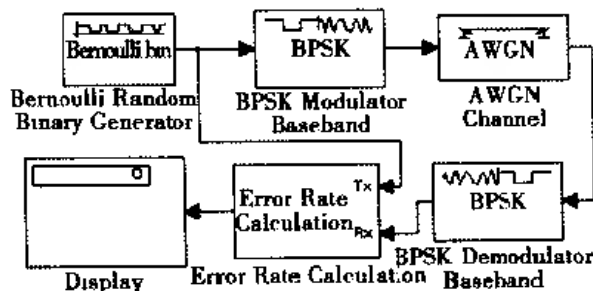 Bernoulli bin
BPSK
AWGN
Bernoulli Random
Binary Generator
BPSK Modulator
Baseband
AWGN
Channel
0
Error Rate
Calculation
Tx
Rx
BPSK
Display
Error Rate Calculation
BPSK Demodulator
Baseband